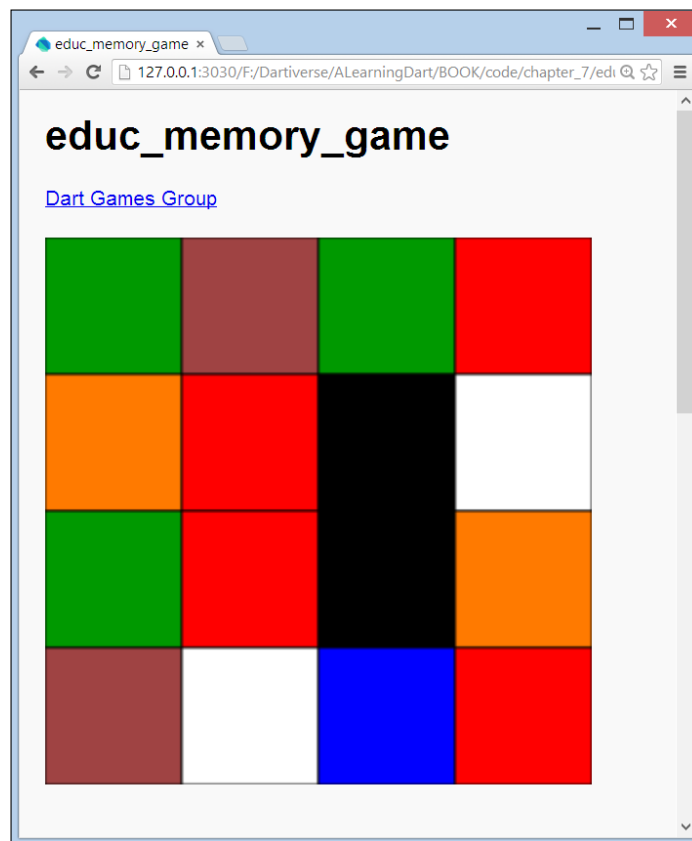 educ_memory_game
127.0.0.1:3030/F:/Dartiverse/ALearningDart/BOOK/code/chapter_7/edu
educ_memory_game
Dart Games Group